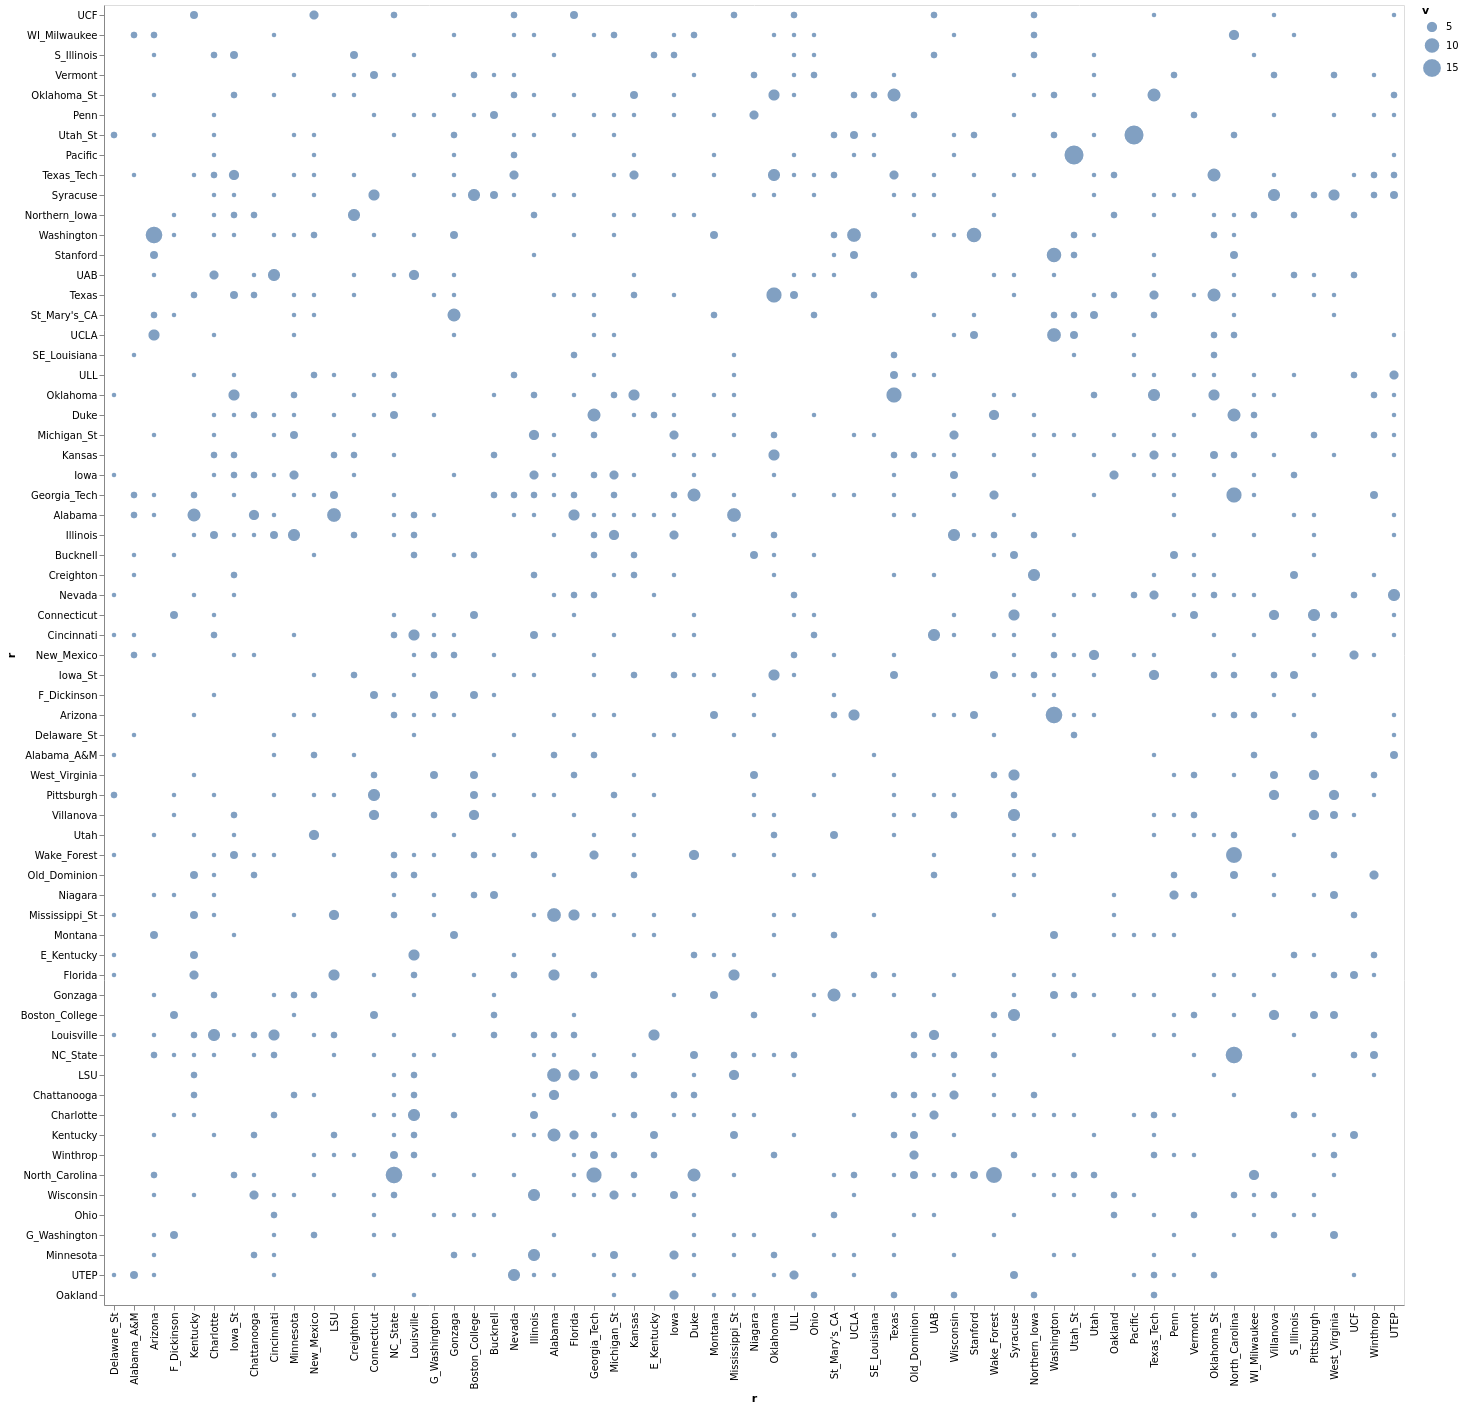 UCF
WI_Milwaukee
S_Illinois
Vermont
Oklahoma_St
Penn
Utah_St
Pacific
Texas_Tech
Syracuse
Northern_Iowa
Washington
Stanford
UAB
Texas
St_Mary's_CA
UCLA
SE_Louisiana
ULL
Oklahoma
Duke
Michigan_St
Kansas
Iowa
Georgia_Tech
Alabama
Illinois
Bucknell
Creighton
Nevada
Connecticut
Cincinnati
New_Mexico
Iowa_St
F_Dickinson
Arizona
Delaware_St
Alabama_A&M
West_Virginia
Pittsburgh
Villanova
Utah
Wake_Forest
Old_Dominion
Niagara
Mississippi_St
Montana
E_Kentucky
Florida
Gonzaga
Boston_College
Louisville
NC_State
LSU
Chattanooga
Charlotte
Kentucky
Winthrop
North_Carolina
Wisconsin
Ohio
G_Washington
Minnesota
UTEP
Oakland
r
Delaware_St
Alabama_A&M
Arizona
F_Dickinson
Kentucky
Charlotte
Iowa_St
Chattanooga
Cincinnati
Minnesota
New_Mexico
LSU
Creighton
Connecticut
NC_State
Louisville
G_Washington
Gonzaga
Boston_College
Bucknell
Nevada
Illinois
Alabama
Florida
Georgia_Tech
Michigan_St
Kansas
E_Kentucky
Iowa
Duke
Montana
Mississippi_St
Niagara
Oklahoma
ULL
Ohio
St_Mary's_CA
UCLA
SE_Louisiana
Texas
Old_Dominion
UAB
Wisconsin
Stanford
Wake_Forest
Syracuse
Northern_Iowa
Washington
Utah_St
Utah
Oakland
Pacific
Texas_Tech
Penn
Vermont
Oklahoma_St
North_Carolina
WI_Milwaukee
Villanova
S_Illinois
Pittsburgh
West_Virginia
UCF
Winthrop
UTEP
r
v
5
10
15